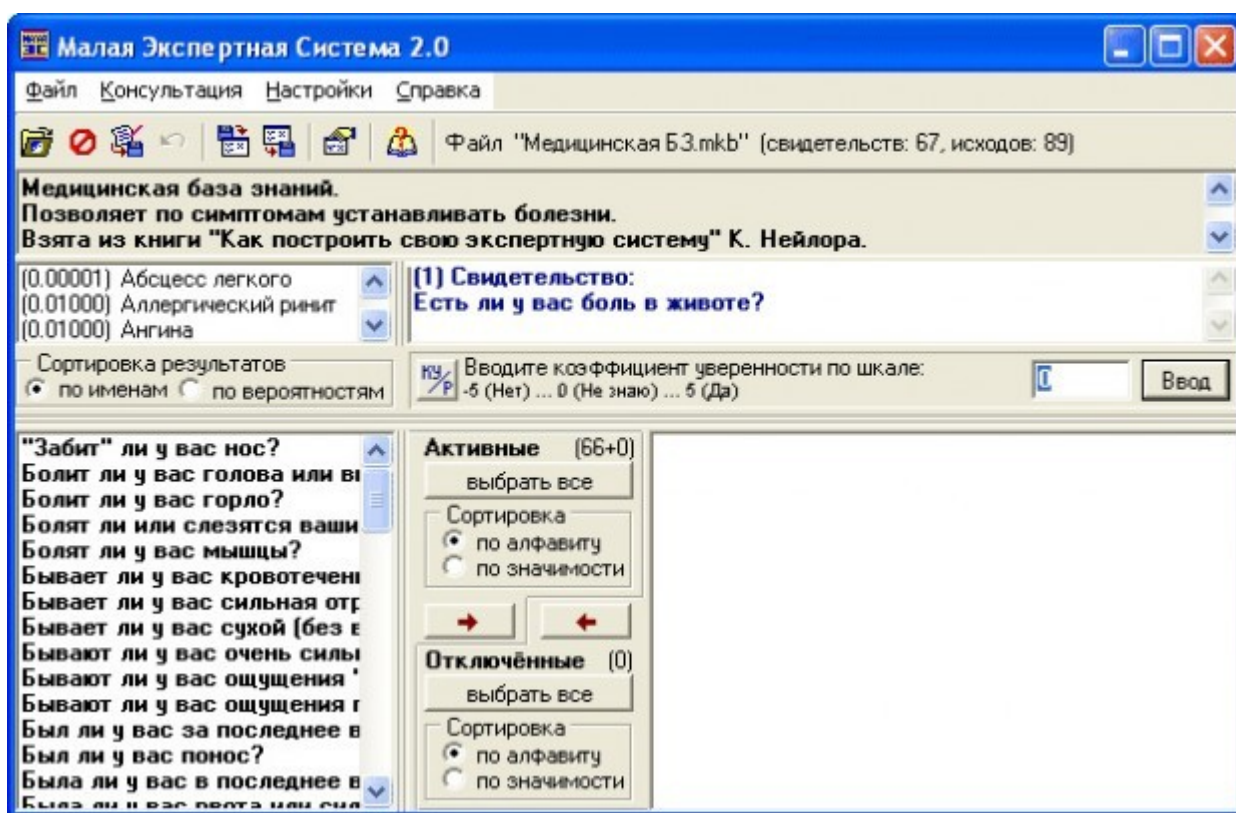 Малая Экспертная Система 2.0
Файл Консультация Настройки Справка
Файл "Медицинская БЗ.mkb" (свидетельств: 67, исходов: 89)
Медицинская база знаний.
Позволяет по симптомам устанавливать болезни.
Взята из книги "Как построить свою экспертную систему" К. Нейлора.
(0.00001) Абсцесс легкого
(0.01000) Аллергический ринит
(0.01000) Ангина
(1) Свидетельство:
Есть ли у вас боль в животе?
Сортировка результатов
по именам по вероятностям
КУ/Р
Вводите коэффициент уверенности по шкале:
-5 (Нет) ... 0 (Не знаю) ... 5 (Да)
0
Ввод
"Забит" ли у вас нос?
Болит ли у вас голова или
Болит ли у вас горло?
Болят ли или слезятся ваши
Болят ли у вас мышцы?
Бывает ли у вас
Бывает ли у вас сильная
Бывает ли у вас сухой (без
Бывают ли у вас очень
Бывают ли у вас ощущения
Бывают ли у вас ощущения
Был ли у вас за последнее
Был ли у вас понос?
Была ли у вас в последнее
Была ли у вас рвота или
Активные (66+0)
выбрать все
Сортировка
по алфавиту
по значимости
Отключённые (0)
выбрать все
Сортировка
по алфавиту
по значимости